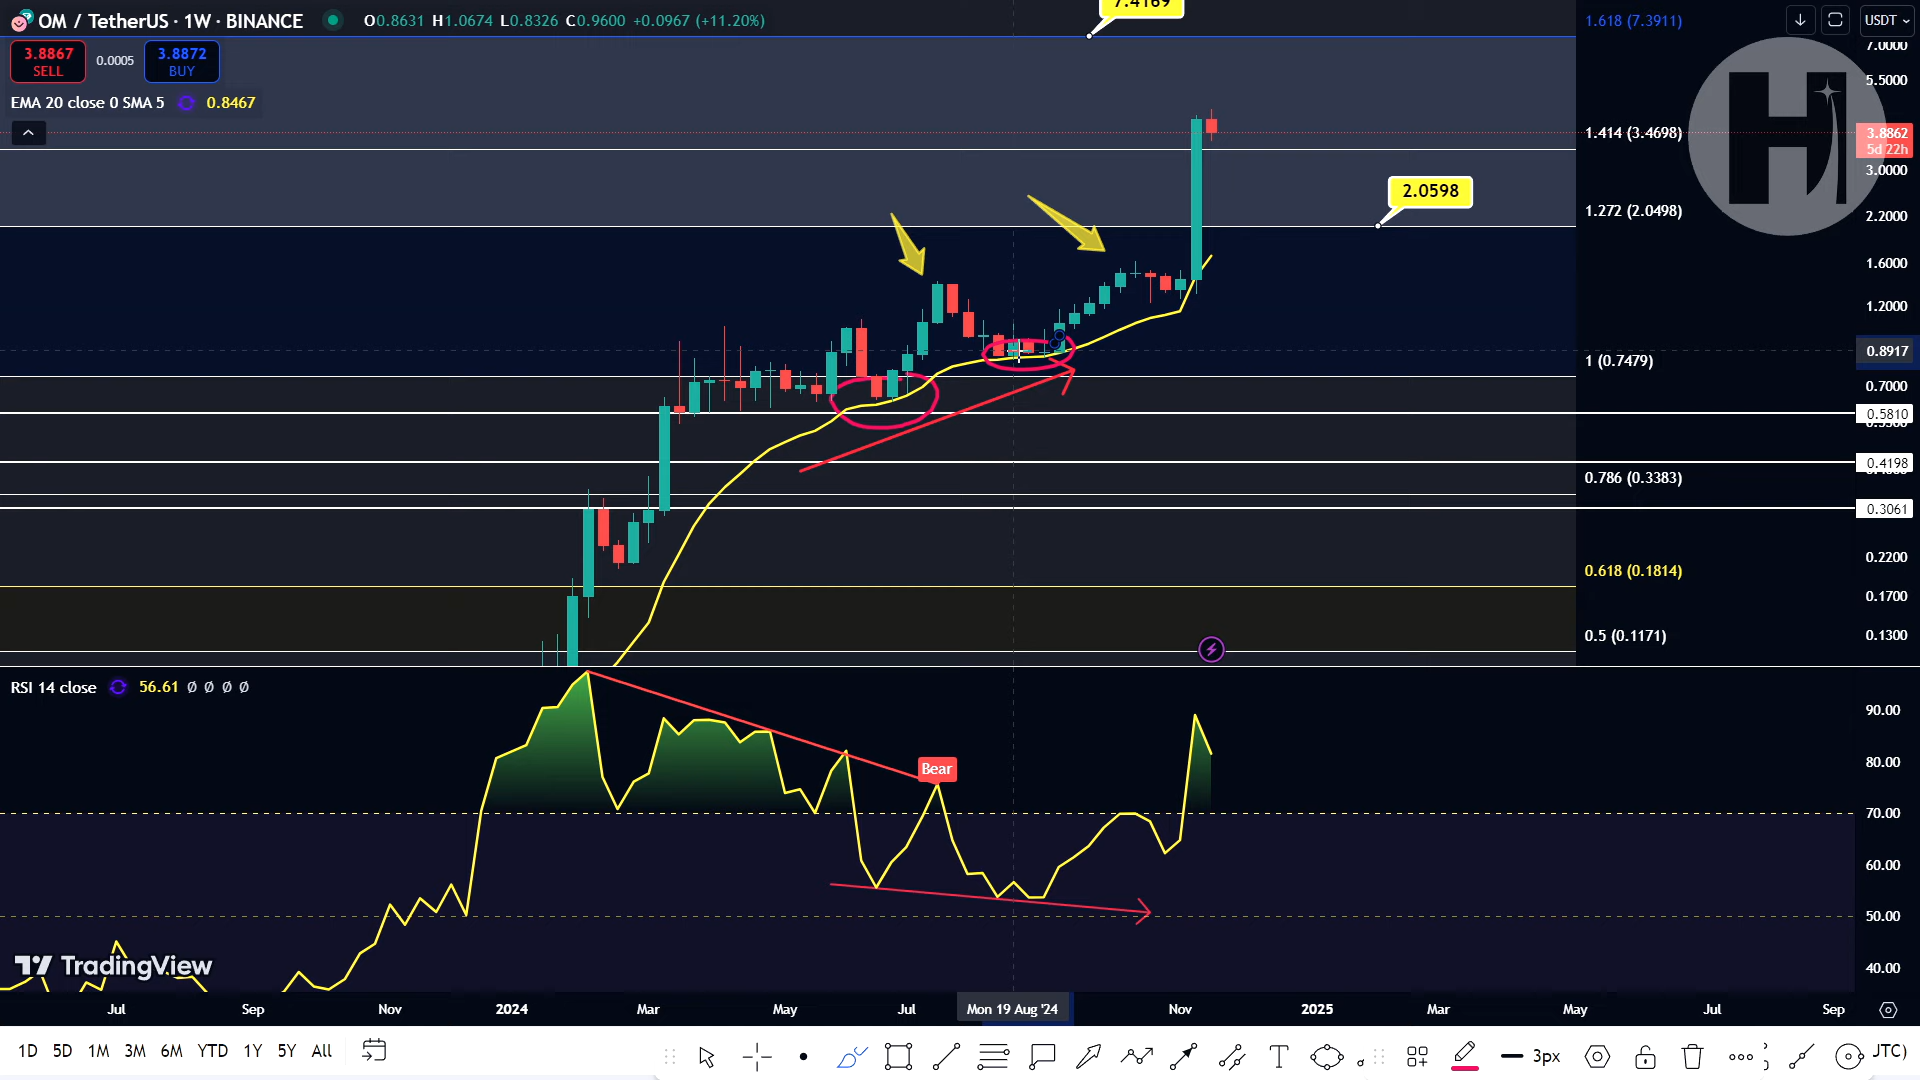 OM / TetherUS · 1W · BINANCE O0.8631 H1.0674 L0.8326 C0.9600 +0.0967 (+11.20%)
3.8867 SELL 0.0005 3.8872 BUY
EMA 20 close 0 SMA 5 0.8467
7.4169
2.0598
1.618 (7.3911)
1.414 (3.4698)
1.272 (2.0498)
1 (0.7479)
0.786 (0.3383)
0.618 (0.1814)
0.5 (0.1171)
USDT
7.0000
5.5000
3.8862
5d 22h
3.0000
2.2000
1.6000
1.2000
0.8917
0.7000
0.5810
0.4198
0.3061
0.2200
0.1700
0.1300
H
RSI 14 close 56.61 Ø Ø Ø Ø
Bear
90.00
80.00
70.00
60.00
50.00
40.00
TradingView
Jul Sep Nov 2024 Mar May Jul Mon 19 Aug '24 Nov 2025 Mar May Jul Sep
1D 5D 1M 3M 6M YTD 1Y 5Y All T 3px JTC)